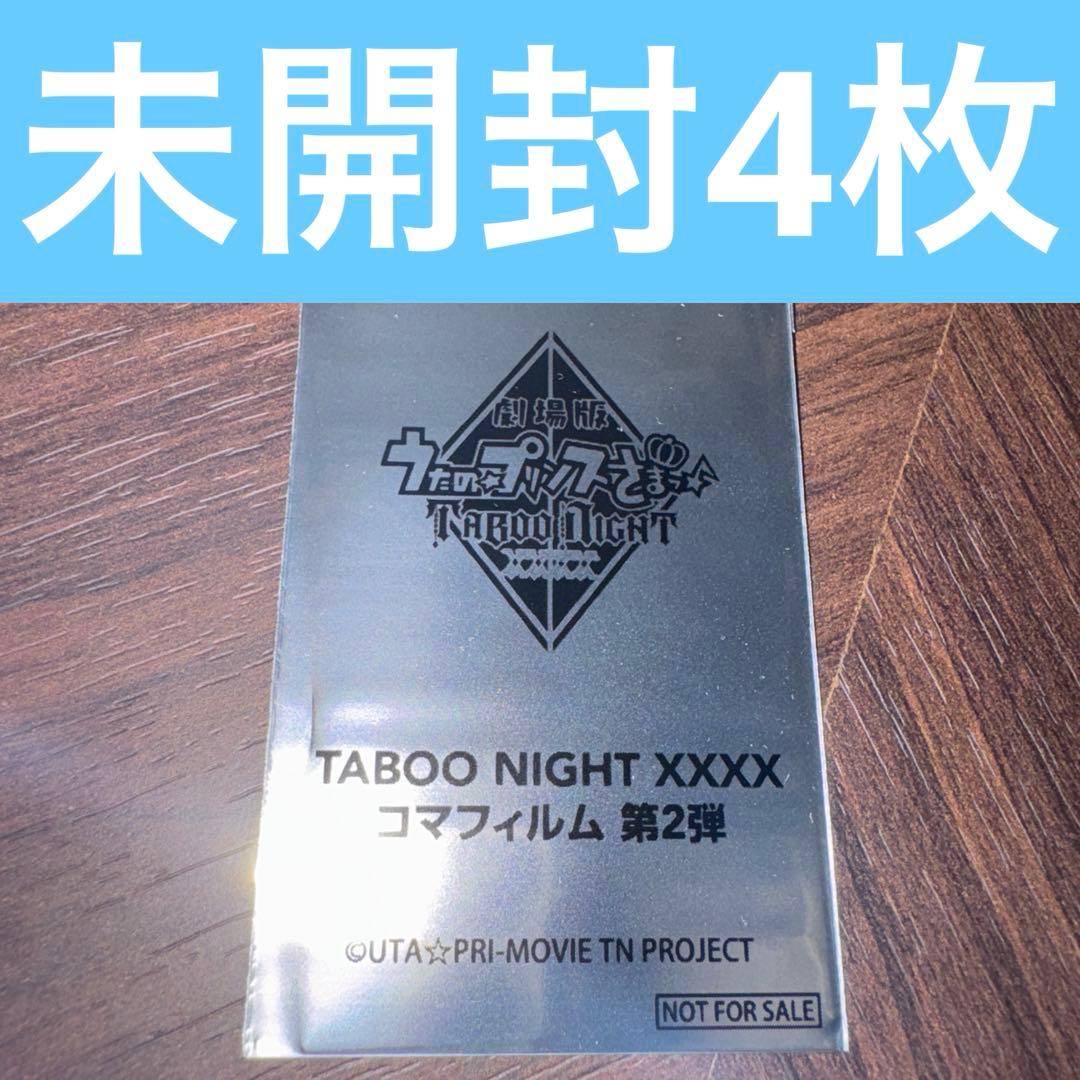 未開封4枚
劇場版
うたの☆プリンスさまっ♪
TABOO NIGHT
XXXX
TABOO NIGHT XXXX
コマフィルム 第2弾
©UTA☆PRI-MOVIE TN PROJECT
NOT FOR SALE